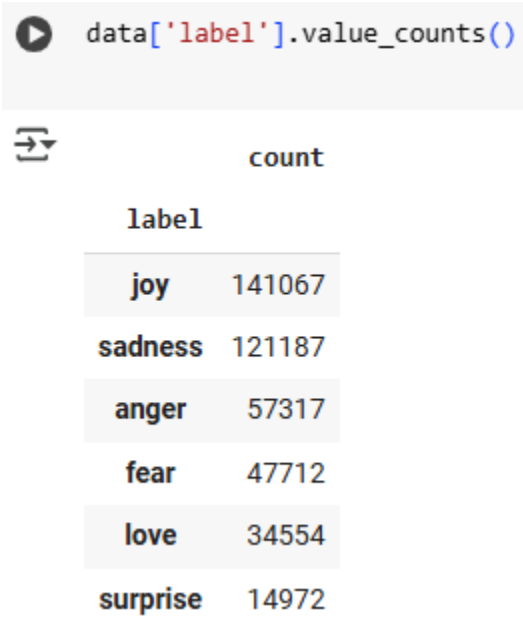 data['label'].value_counts()
count
label
joy 141067
sadness 121187
anger 57317
fear 47712
love 34554
surprise 14972